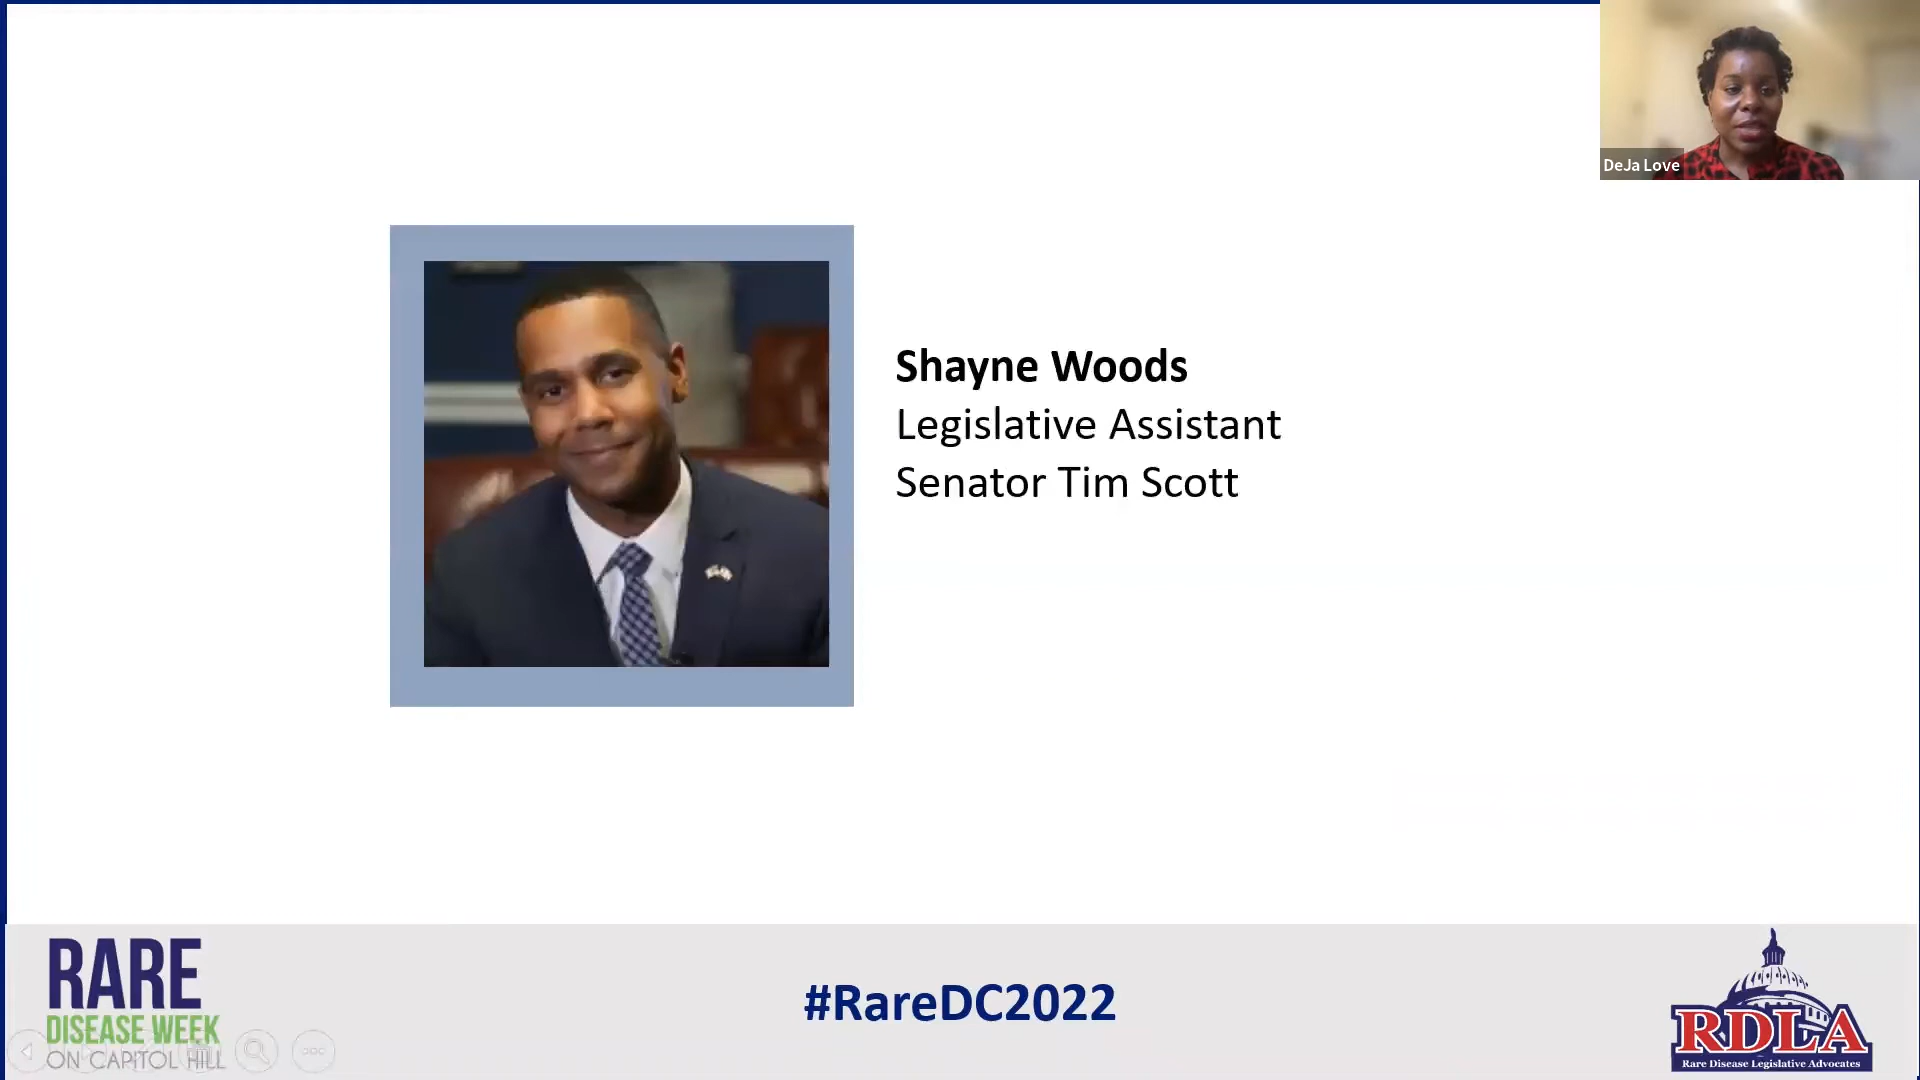 DeJa Love
Shayne Woods
Legislative Assistant
Senator Tim Scott
RARE
DISEASE WEEK
ON CAPITOL HILL
#RareDC2022
RDLA
Rare Disease Legislative Advocates